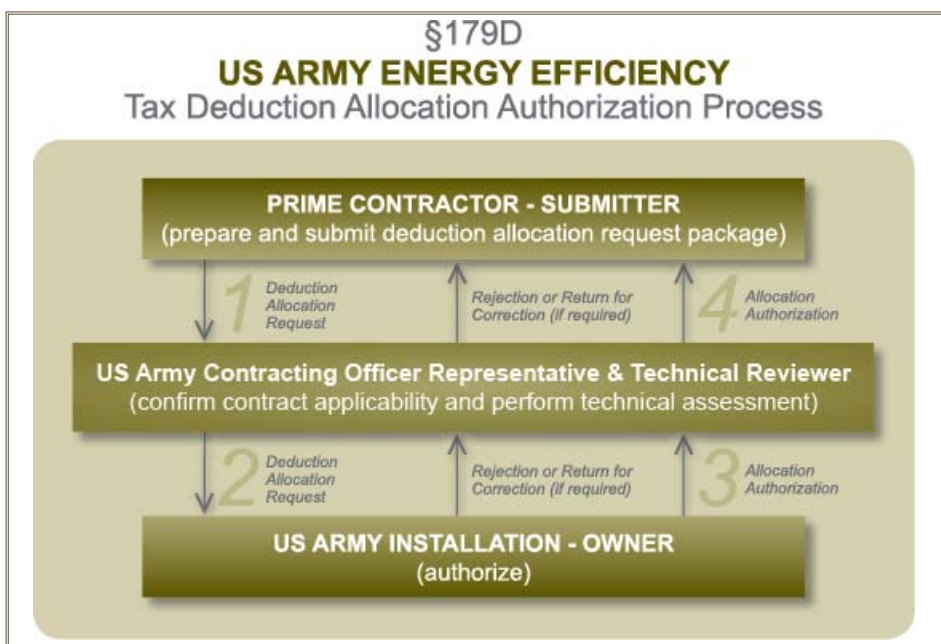 §179D
US ARMY ENERGY EFFICIENCY
Tax Deduction Allocation Authorization Process
PRIME CONTRACTOR - SUBMITTER
(prepare and submit deduction allocation request package)
1
Deduction
Allocation
Request
Rejection or Return for
Correction (if required)
4
Allocation
Authorization
US Army Contracting Officer Representative & Technical Reviewer
(confirm contract applicability and perform technical assessment)
2
Deduction
Allocation
Request
Rejection or Return for
Correction (if required)
3
Allocation
Authorization
US ARMY INSTALLATION - OWNER
(authorize)